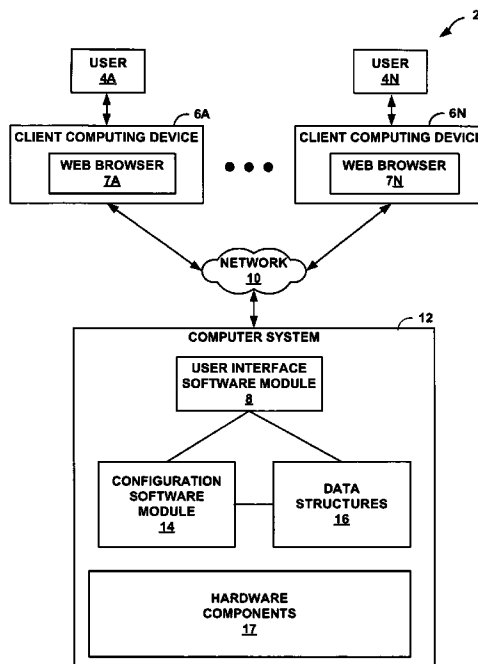 2
USER
4A
USER
4N
6A
6N
CLIENT COMPUTING DEVICE
WEB BROWSER
7A
CLIENT COMPUTING DEVICE
WEB BROWSER
7N
NETWORK
10
12
COMPUTER SYSTEM
USER INTERFACE
SOFTWARE MODULE
8
CONFIGURATION
SOFTWARE
MODULE
14
DATA
STRUCTURES
16
HARDWARE
COMPONENTS
17